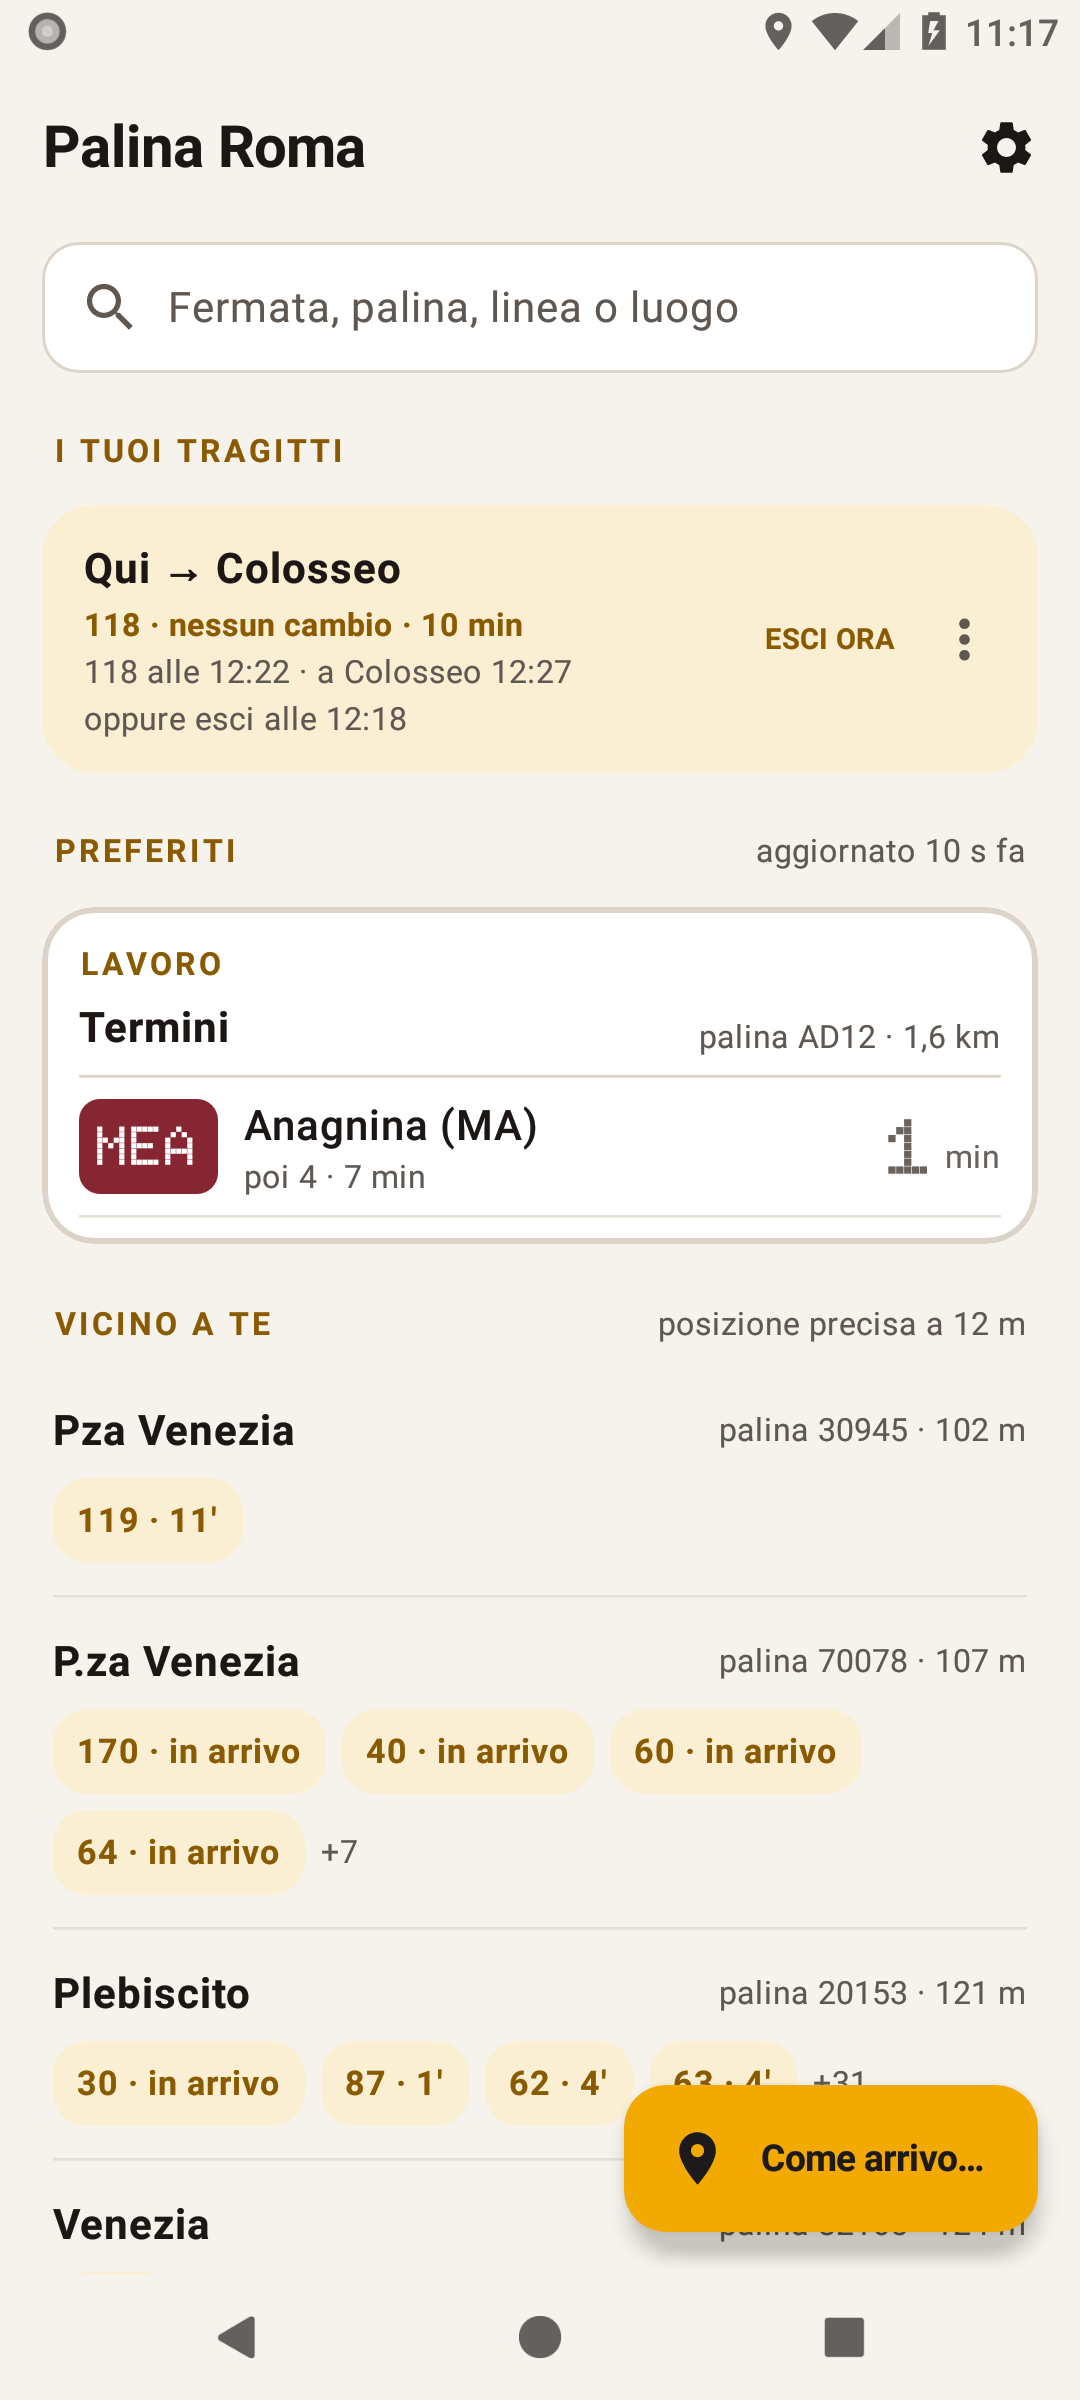 11:17
Palina Roma
Fermata, palina, linea o luogo
I TUOI TRAGITTI
Qui → Colosseo
118 · nessun cambio · 10 min
118 alle 12:22 · a Colosseo 12:27
oppure esci alle 12:18
ESCI ORA
PREFERITI
aggiornato 10 s fa
LAVORO
Termini
palina AD12 · 1,6 km
MEA
Anagnina (MA)
poi 4 · 7 min
1 min
VICINO A TE
posizione precisa a 12 m
Pza Venezia
palina 30945 · 102 m
119 · 11'
P.za Venezia
palina 70078 · 107 m
170 · in arrivo
40 · in arrivo
60 · in arrivo
64 · in arrivo
+7
Plebiscito
palina 20153 · 121 m
30 · in arrivo
87 · 1'
62 · 4'
63 · 4'
+31
Come arrivo...
Venezia
palina